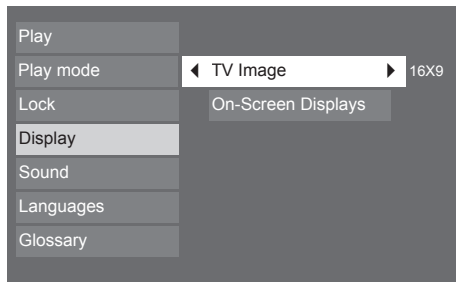 Play
Play mode
TV Image
16X9
Lock
On-Screen Displays
Display
Sound
Languages
Glossary